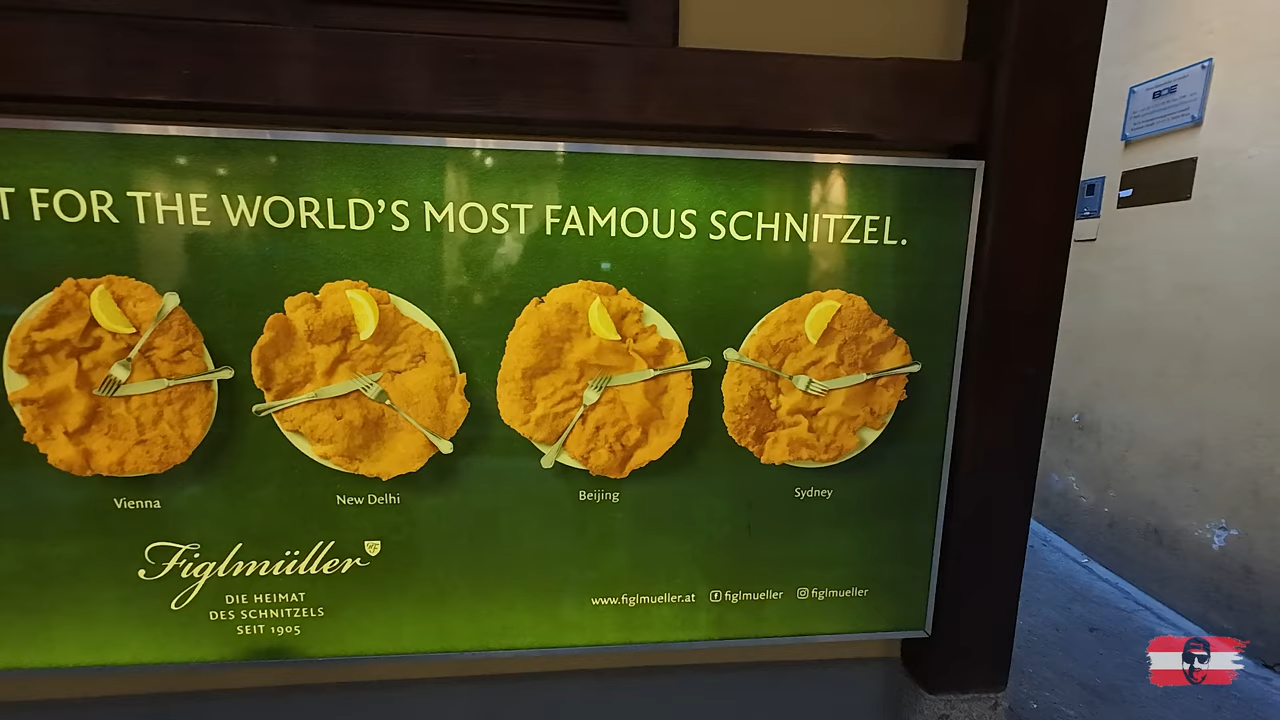 T FOR THE WORLD'S MOST FAMOUS SCHNITZEL.
Vienna
New Delhi
Beijing
Sydney
Figlmüller
DIE HEIMAT
DES SCHNITZELS
SEIT 1905
www.figlmueller.at figlmueller figlmueller
BDE